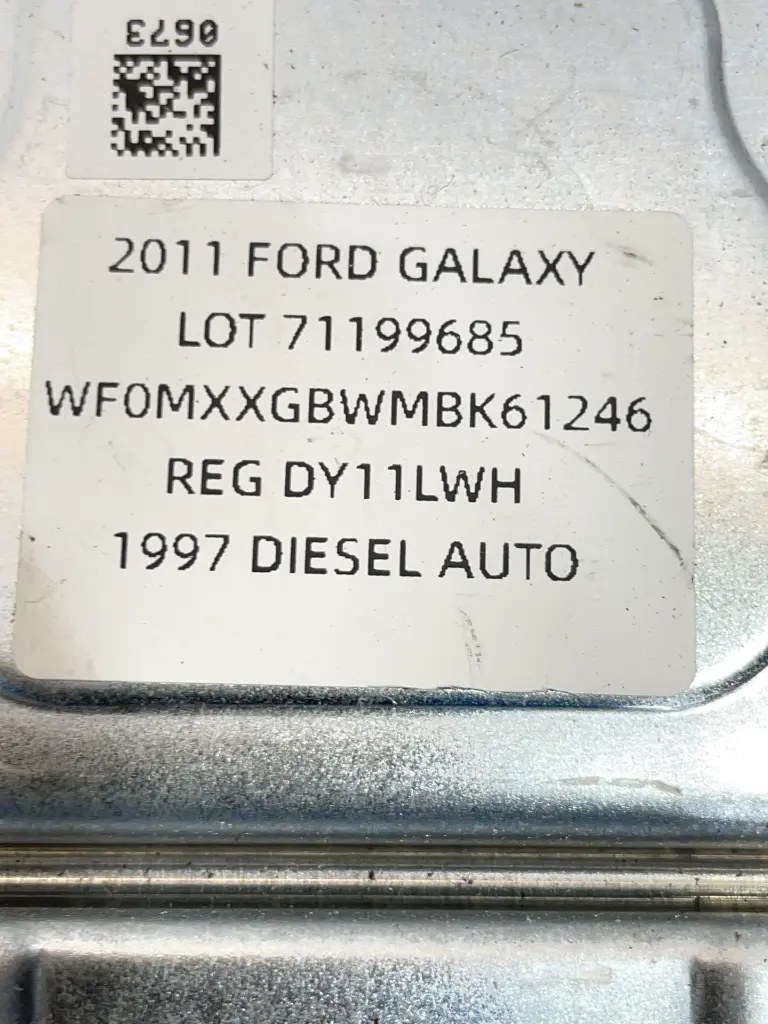 0673
2011 FORD GALAXY
LOT 71199685
WF0MXXGBWMBK61246
REG DY11LWH
1997 DIESEL AUTO